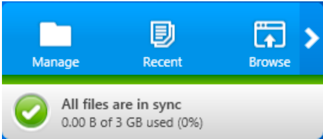 Manage Recent Browse
All files are in sync
0.00 B of 3 GB used (0%)